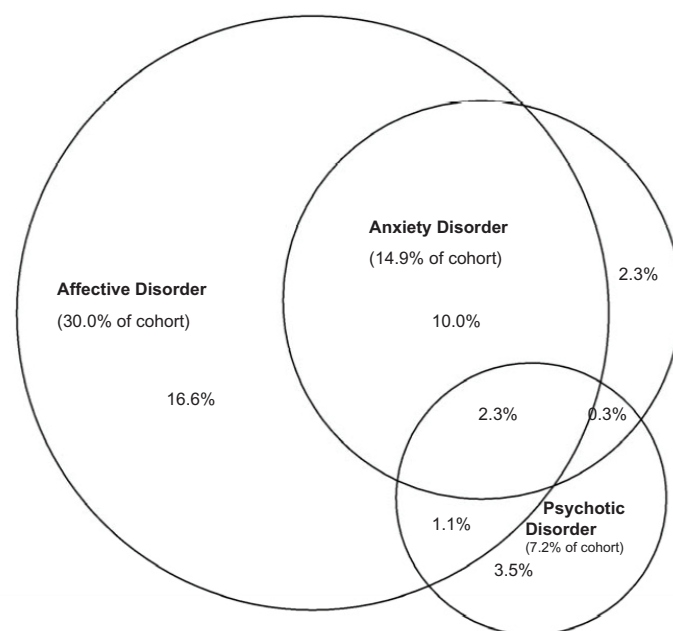 Anxiety Disorder
(14.9% of cohort)
2.3%
Affective Disorder
(30.0% of cohort)
10.0%
16.6%
2.3%
0.3%
Psychotic
Disorder
(7.2% of cohort)
1.1%
3.5%